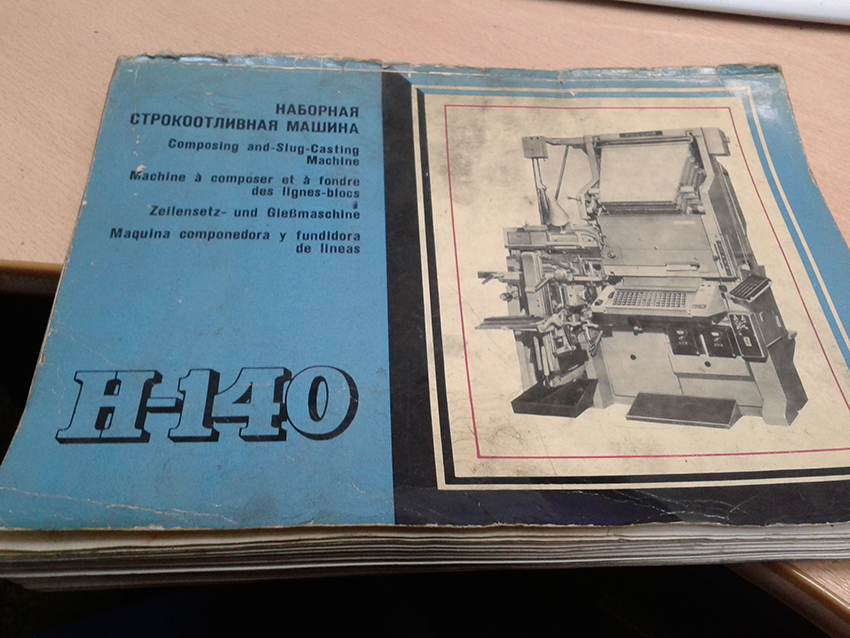 НАБОРНАЯ
СТРОКООТЛИВНАЯ МАШИНА
Composing and-Slug-Casting
Machine
Machine à composer et à fondre
des lignes-blocs
Zeilensetz- und Gießmaschine
Maquina componedora y fundidora
de lineas
Н-140